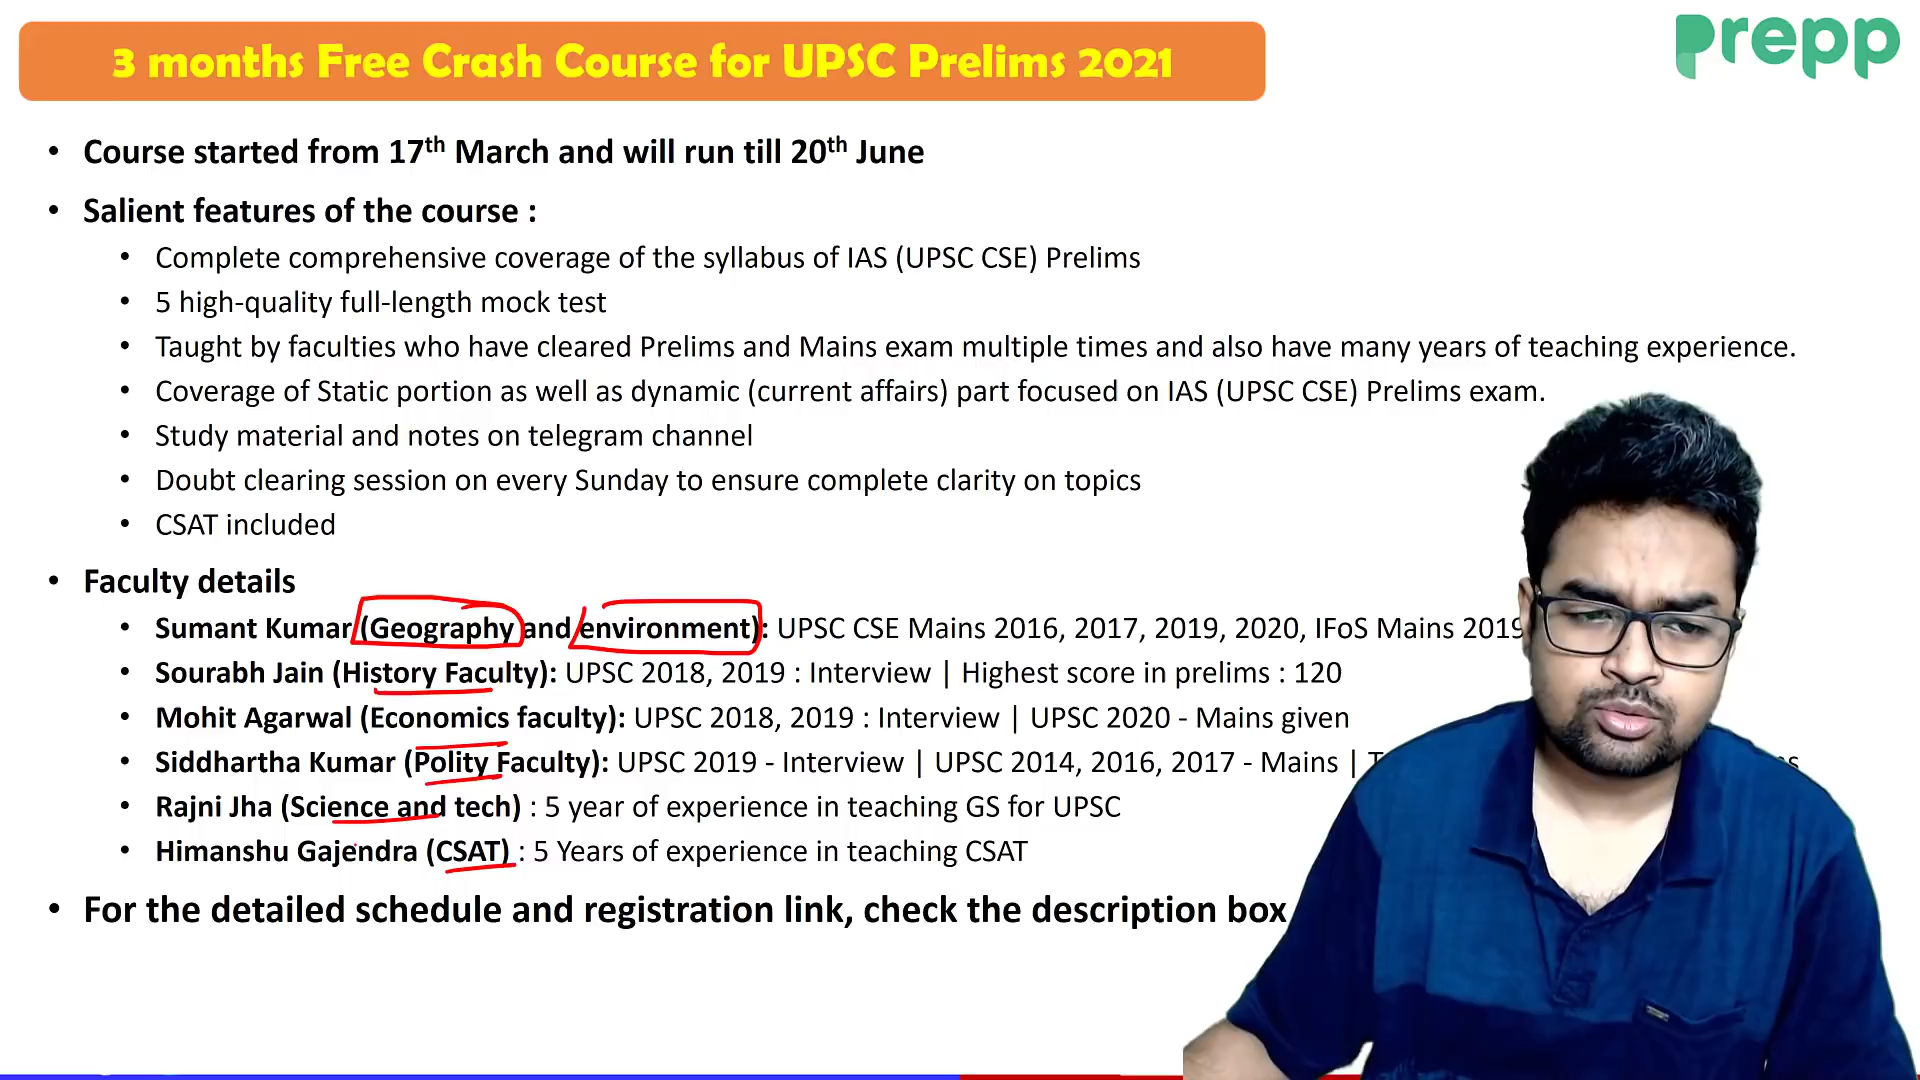 3 months Free Crash Course for UPSC Prelims 2021
Prepp
• Course started from 17th March and will run till 20th June
• Salient features of the course :
• Complete comprehensive coverage of the syllabus of IAS (UPSC CSE) Prelims
• 5 high-quality full-length mock test
• Taught by faculties who have cleared Prelims and Mains exam multiple times and also have many years of teaching experience.
• Coverage of Static portion as well as dynamic (current affairs) part focused on IAS (UPSC CSE) Prelims exam.
• Study material and notes on telegram channel
• Doubt clearing session on every Sunday to ensure complete clarity on topics
• CSAT included
• Faculty details
• Sumant Kumar (Geography and environment): UPSC CSE Mains 2016, 2017, 2019, 2020, IFoS Mains 2019
• Sourabh Jain (History Faculty): UPSC 2018, 2019 : Interview | Highest score in prelims : 120
• Mohit Agarwal (Economics faculty): UPSC 2018, 2019 : Interview | UPSC 2020 - Mains given
• Siddhartha Kumar (Polity Faculty): UPSC 2019 - Interview | UPSC 2014, 2016, 2017 - Mains |
• Rajni Jha (Science and tech) : 5 year of experience in teaching GS for UPSC
• Himanshu Gajendra (CSAT) : 5 Years of experience in teaching CSAT
• For the detailed schedule and registration link, check the description box